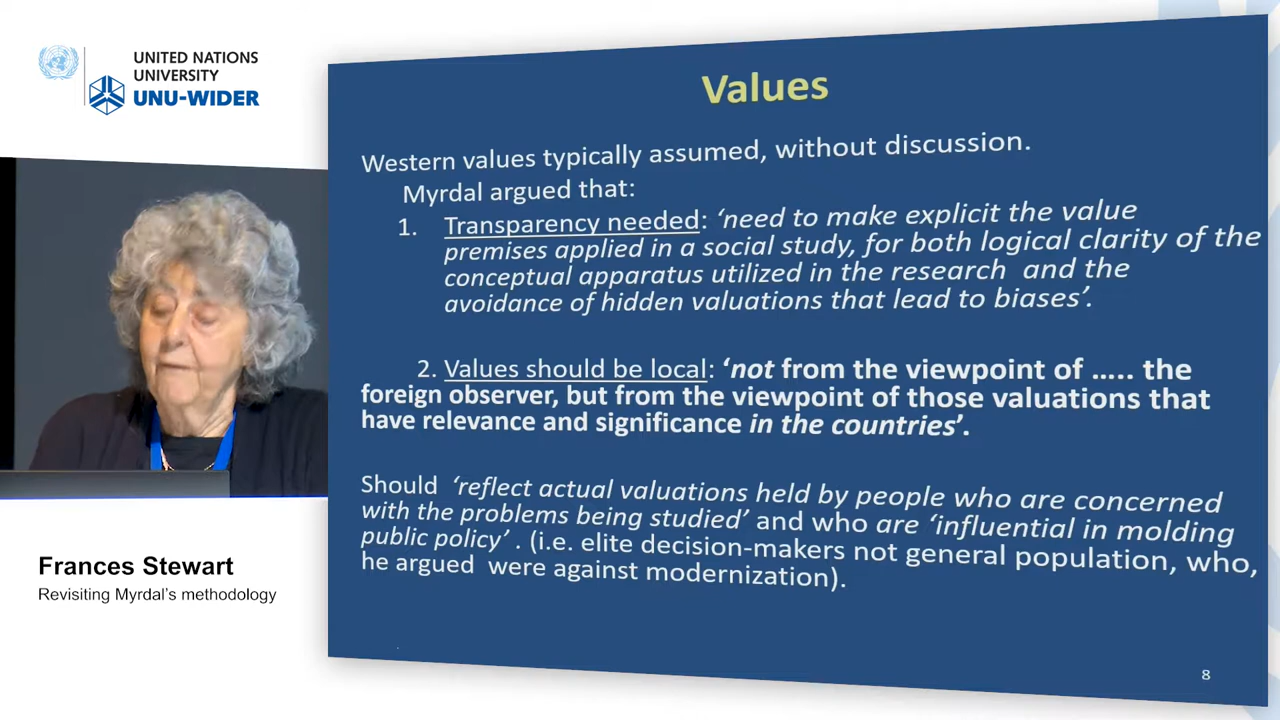 UNITED NATIONS
UNIVERSITY
UNU-WIDER
Values
Western values typically assumed, without discussion.
Myrdal argued that:
1. Transparency needed: ‘need to make explicit the value
premises applied in a social study, for both logical clarity of the
conceptual apparatus utilized in the research and the
avoidance of hidden valuations that lead to biases’.
2. Values should be local: ‘not from the viewpoint of ….. the
foreign observer, but from the viewpoint of those valuations that
have relevance and significance in the countries’.
Should ‘reflect actual valuations held by people who are concerned
with the problems being studied’ and who are ‘influential in molding
public policy’ . (i.e. elite decision-makers not general population, who,
he argued were against modernization).
8
Frances Stewart
Revisiting Myrdal’s methodology